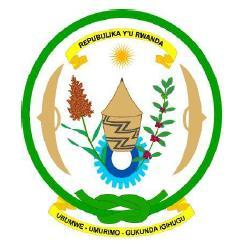 REPUBULIKA Y'U RWANDA
UBUMWE - UMURIMO - GUKUNDA IGIHUGU